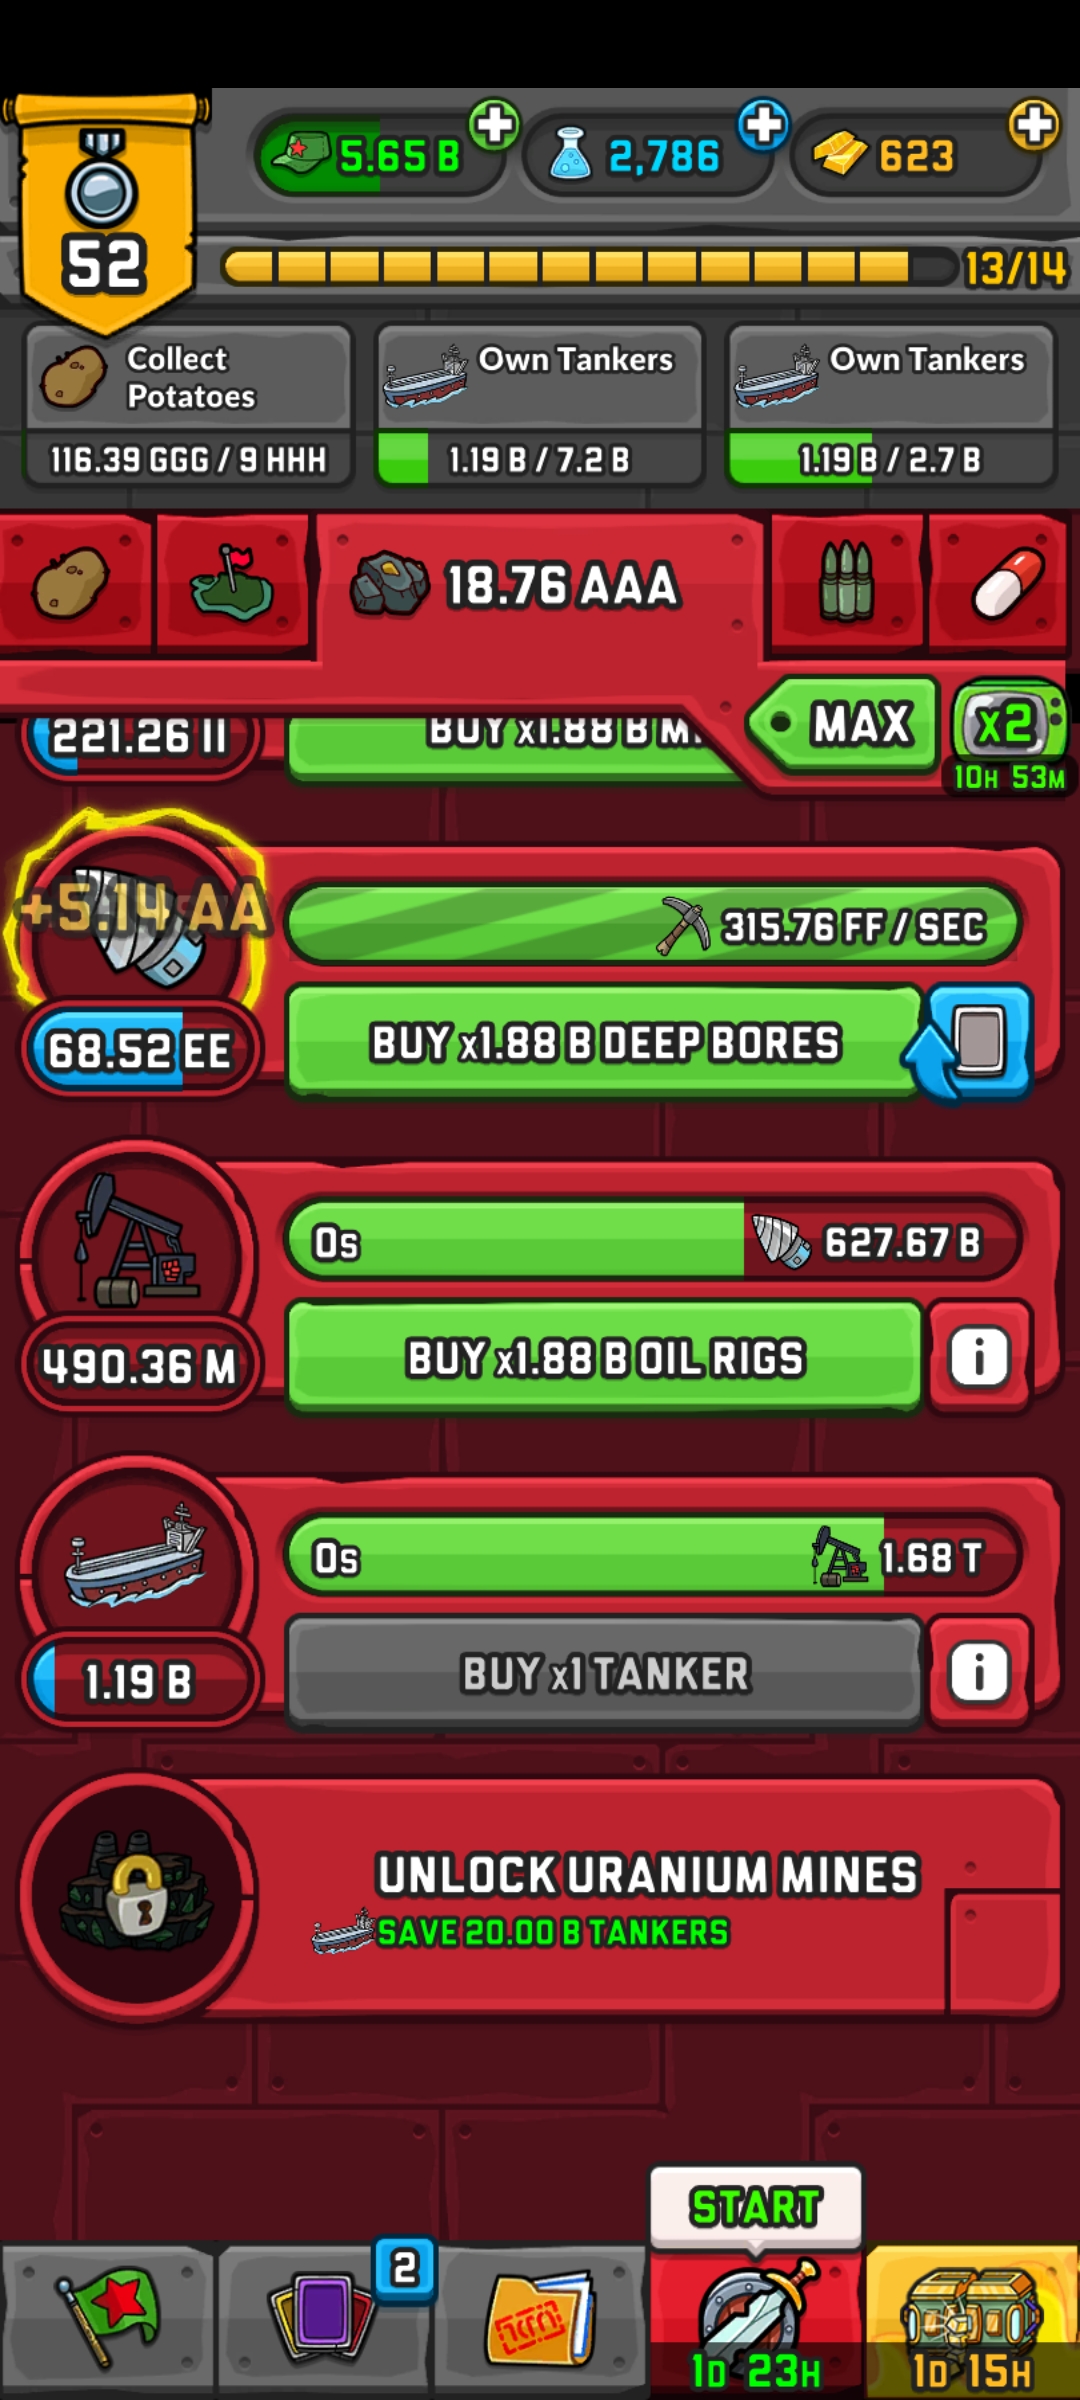 52
5.65 B
2,786
623
13/14
Collect
Potatoes
116.39 GGG / 9 HHH
Own Tankers
1.19 B / 7.2 B
Own Tankers
1.19 B / 2.7 B
18.76 AAA
MAX
x2
10H 53M
221.26 II
BUY x1.88 B
+5.14 AA
315.76 FF / SEC
68.52 EE
BUY x1.88 B DEEP BORES
0s
627.67 B
490.36 M
BUY x1.88 B OIL RIGS
i
0s
1.68 T
1.19 B
BUY x1 TANKER
i
UNLOCK URANIUM MINES
SAVE 20.00 B TANKERS
START
2
1D 23H
1D 15H